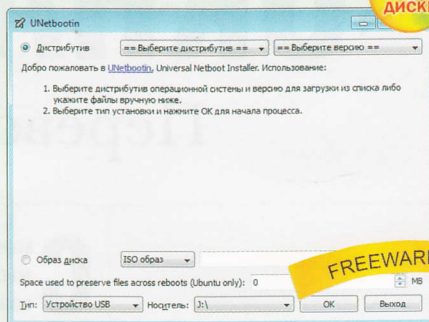 ДИСК
UNetbootin
Дистрибутив
== Выберите дистрибутив ==
== Выберите версию ==
Добро пожаловать в UNetbootin, Universal Netboot Installer. Использование:
1. Выберите дистрибутив операционной системы и версию для загрузки из списка либо
укажите файлы вручную ниже.
2. Выберите тип установки и нажмите OK для начала процесса.
Образ диска
ISO образ
FREEWAR
Space used to preserve files across reboots (Ubuntu only):
0
MB
Тип:
Устройство USB
Носитель:
J:\
OK
Выход